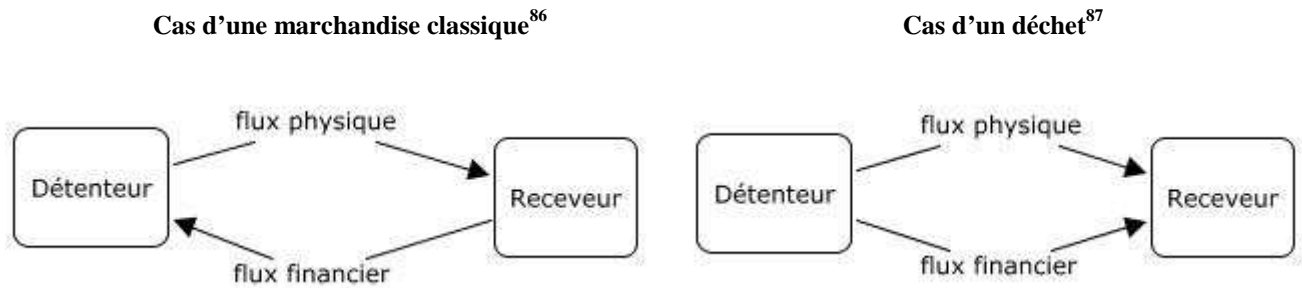 Cas d’une marchandise classique86
Cas d’un déchet87
flux physique
Détenteur
Receveur
flux financier
flux physique
Détenteur
Receveur
flux financier